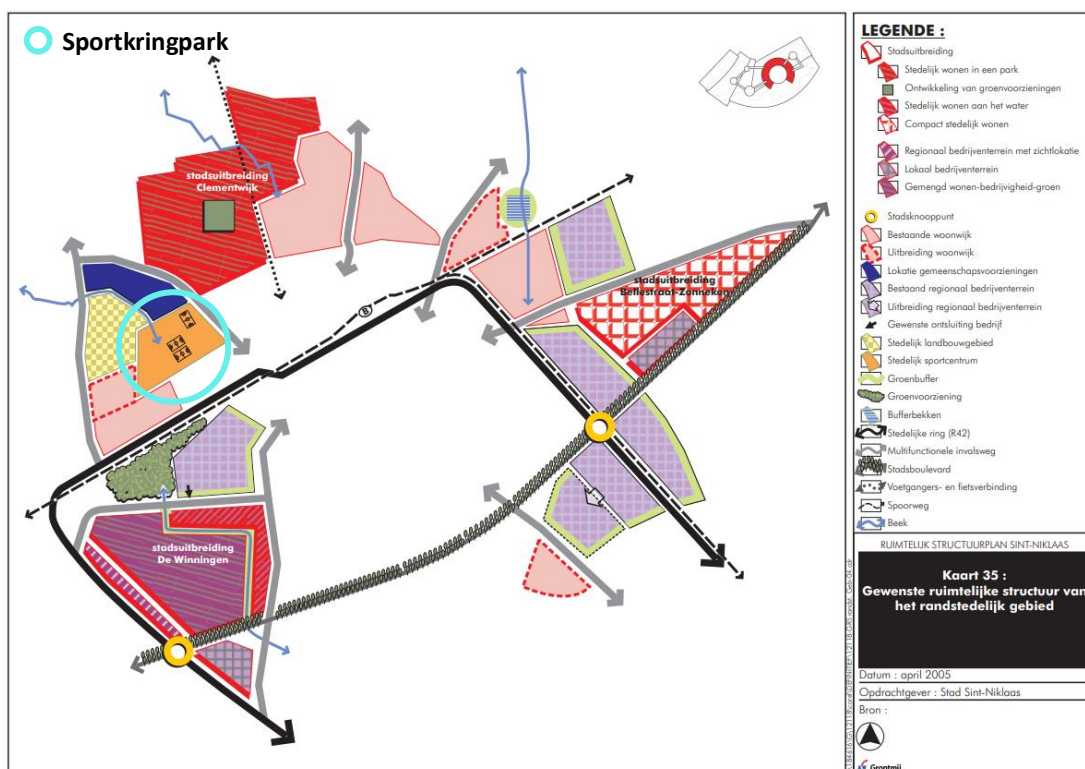 Sportkringpark
stadsuitbreiding
Clementwijk
B
stadsuitbreiding
Bellestraat-Zonneken
stadsuitbreiding
De Winningen
LEGENDE :
Stadsuitbreiding
Stedelijk wonen in een park
Ontwikkeling van groenvoorzieningen
Stedelijk wonen aan het water
Compact stedelijk wonen
Regionaal bedrijventerrein met zichtlokatie
Lokaal bedrijventerrein
Gemengd wonen-bedrijvigheid-groen
Stadsknooppunt
Bestaande woonwijk
Uitbreiding woonwijk
Lokatie gemeenschapsvoorzieningen
Bestaand regionaal bedrijventerrein
Uitbreiding regionaal bedrijventerrein
Gewenste ontsluiting bedrijf
Stedelijk landbouwgebied
Stedelijk sportcentrum
Groenbuffer
Groenvoorziening
Bufferbekken
Stedelijke ring (R42)
Multifunctionele invalsweg
Stadsboulevard
Voetgangers- en fietsverbinding
Spoorweg
Beek
RUIMTELIJK STRUCTUURPLAN SINT-NIKLAAS
Kaart 35 :
Gewenste ruimtelijke structuur van
het randstedelijk gebied
Datum : april 2005
Opdrachtgever : Stad Sint-Niklaas
Bron :
Grontmij